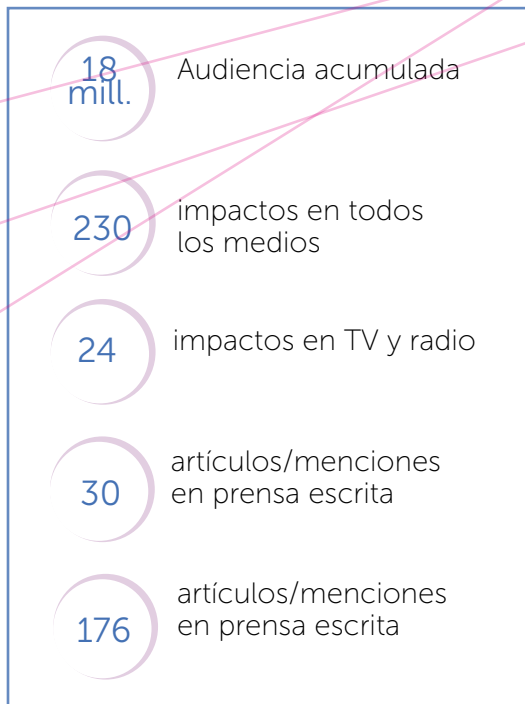 18
mill.
Audiencia acumulada
230
impactos en todos
los medios
24
impactos en TV y radio
30
artículos/menciones
en prensa escrita
176
artículos/menciones
en prensa escrita